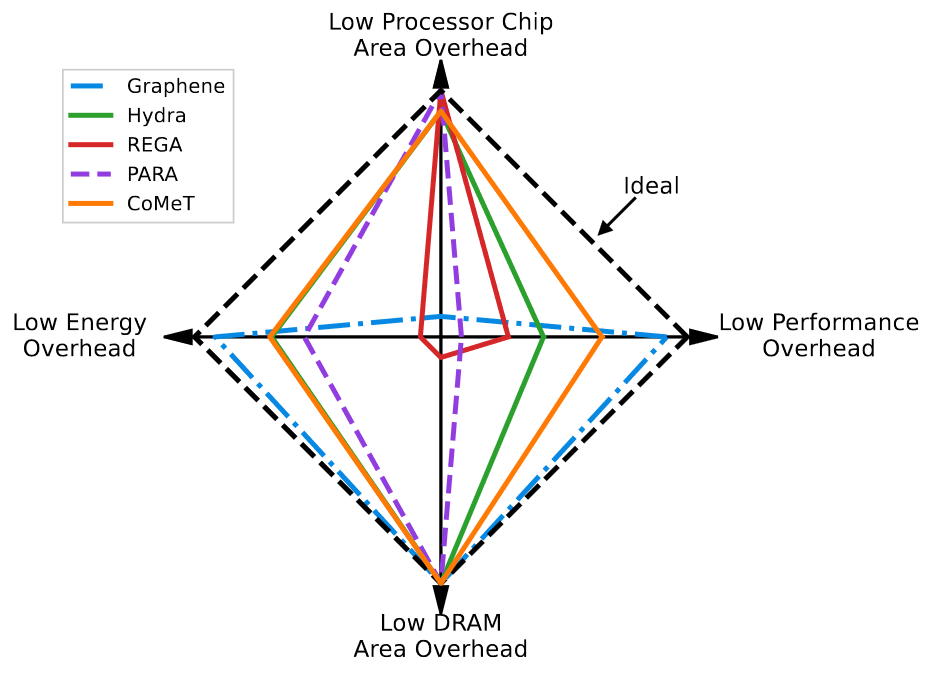 Low Processor Chip
Area Overhead
Graphene
Hydra
REGA
PARA
CoMeT
Ideal
Low Energy
Overhead
Low Performance
Overhead
Low DRAM
Area Overhead